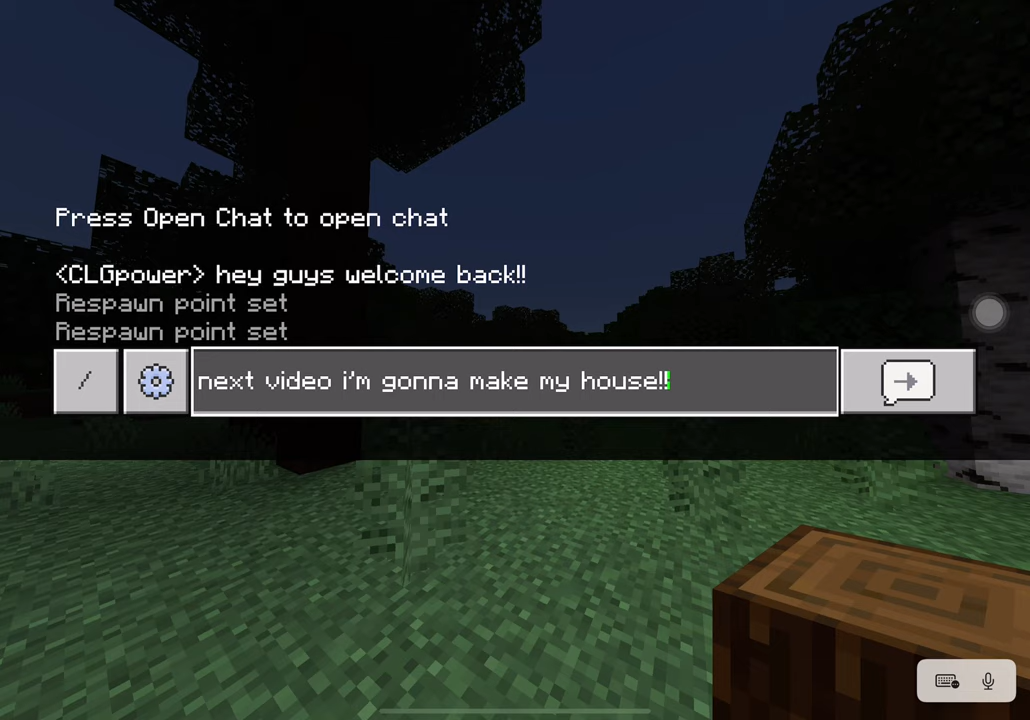 Press Open Chat to open chat
<CLGpower> hey guys welcome back!!
Respawn point set
Respawn point set
/
next video i'm gonna make my house!!